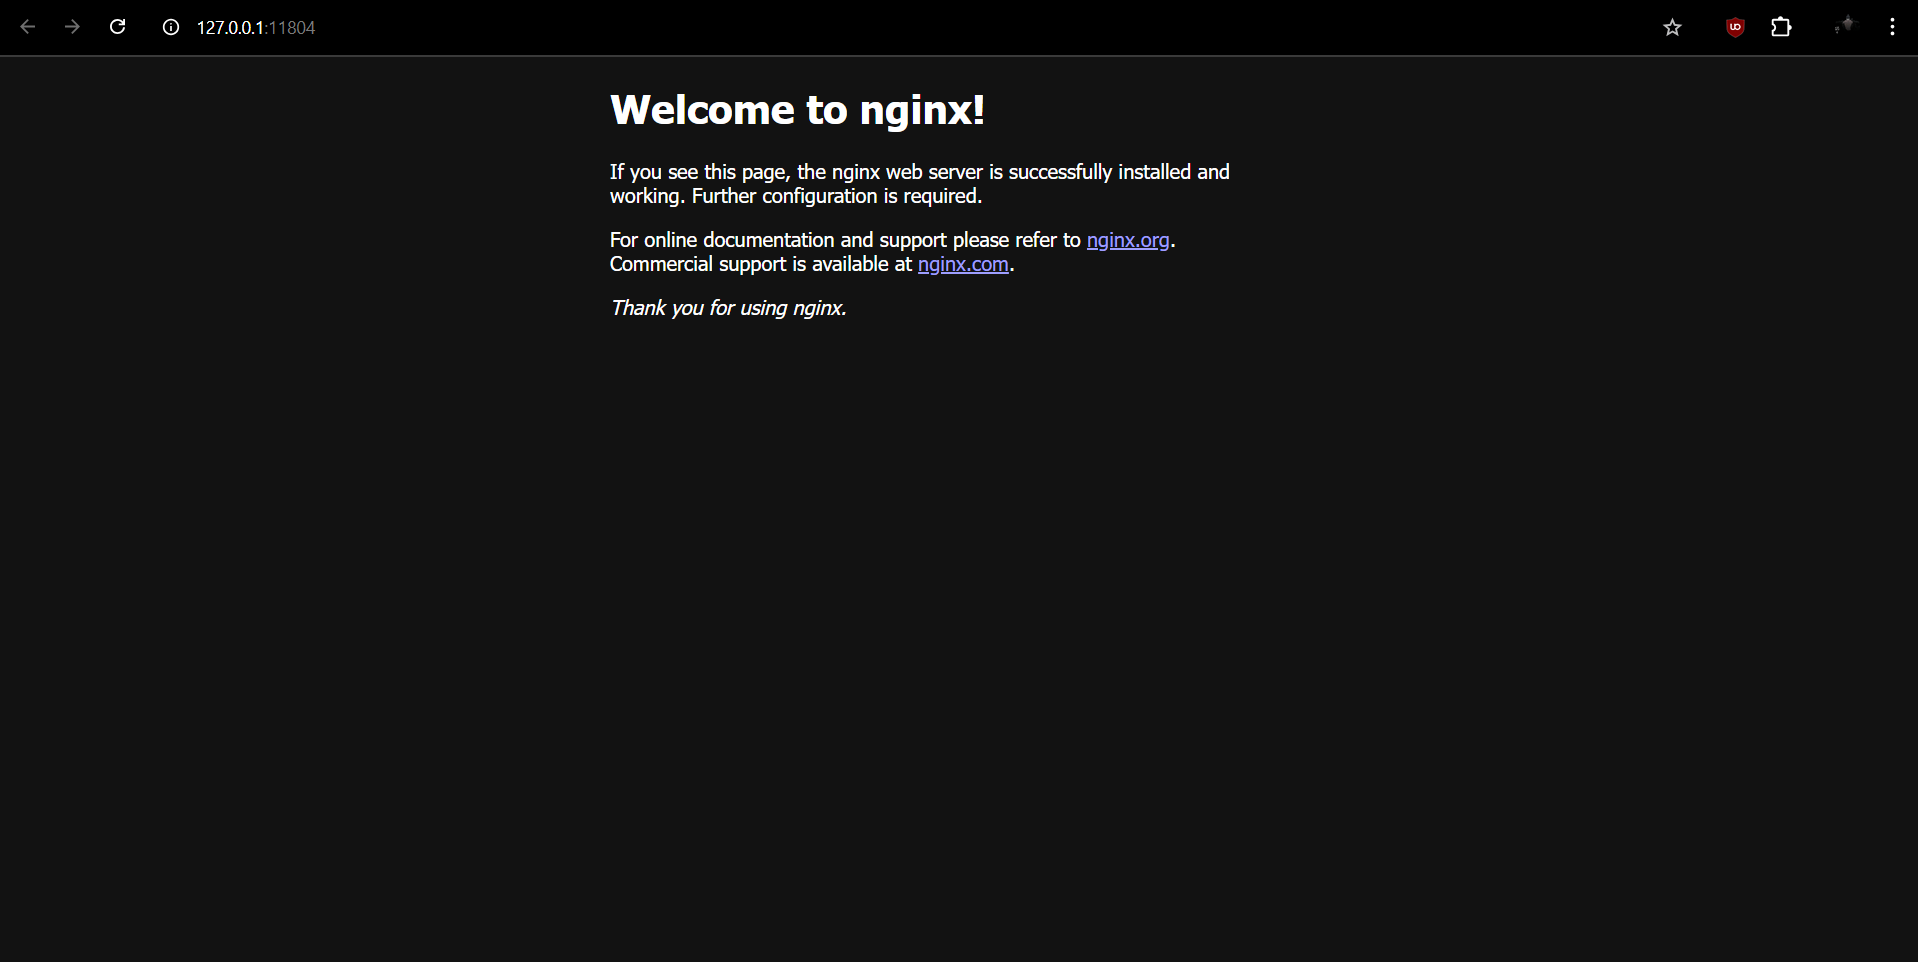 127.0.0.1:11804
Welcome to nginx!
If you see this page, the nginx web server is successfully installed and
working. Further configuration is required.
For online documentation and support please refer to nginx.org.
Commercial support is available at nginx.com.
Thank you for using nginx.